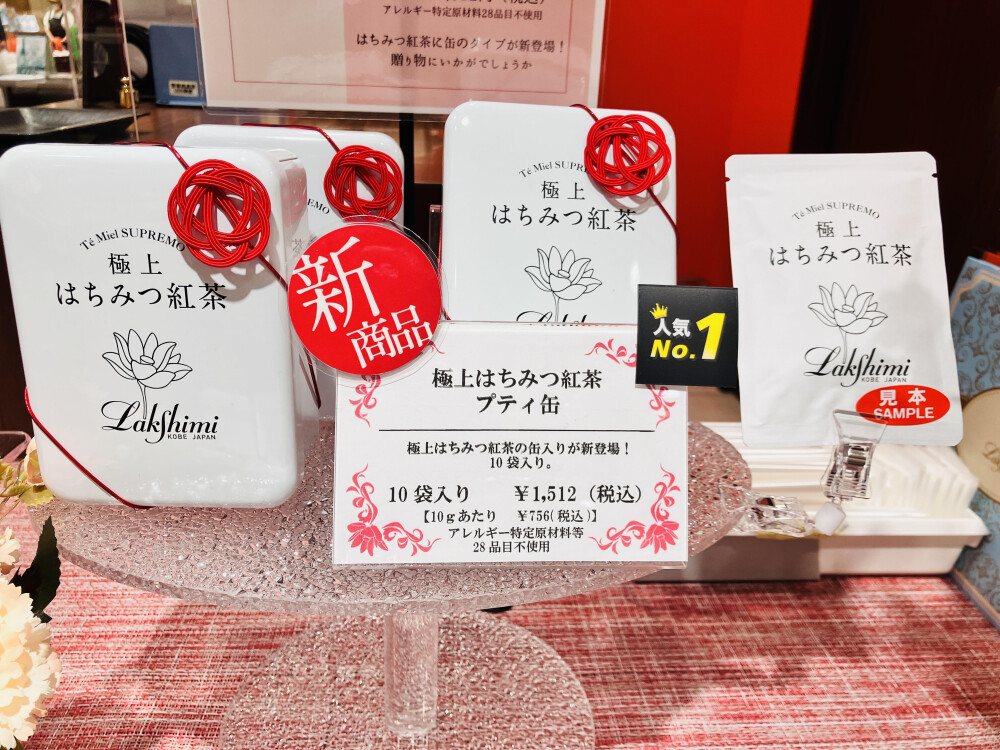 アレルギー特定原材料28品目不使用
はちみつ紅茶に缶のタイプが新登場！
贈り物にいかがでしょうか
Té Miel SUPREMO
極上
はちみつ紅茶
Lakshimi
KOBE JAPAN
新
商品
Té Miel SUPR
極上
はちみつ紅茶
人気
No.1
Té Miel SUPREMO
極上
はちみつ紅茶
Lakshimi
KOBE JAPAN
見本
SAMPLE
極上はちみつ紅茶
プティ缶
極上はちみつ紅茶の缶入りが新登場！
10袋入り。
10袋入り ￥1,512（税込）
【10gあたり ￥756(税込)】
アレルギー特定原材料等
28品目不使用